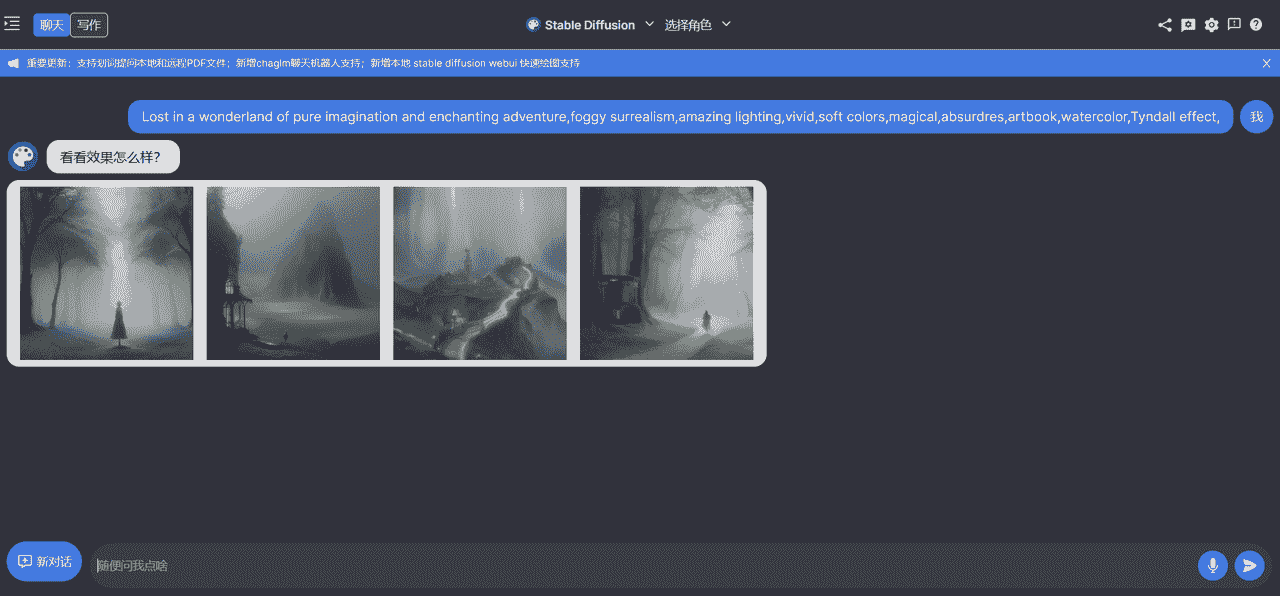 聊天 写作 Stable Diffusion 选择角色
重要更新：支持划词提问本地和远程PDF文件；新增chaglm聊天机器人支持；新增本地 stable diffusion webui 快速绘图支持
Lost in a wonderland of pure imagination and enchanting adventure,foggy surrealism,amazing lighting,vivid,soft colors,magical,absurdres,artbook,watercolor,Tyndall effect, 我
看看效果怎么样？
新对话 随便问我点啥